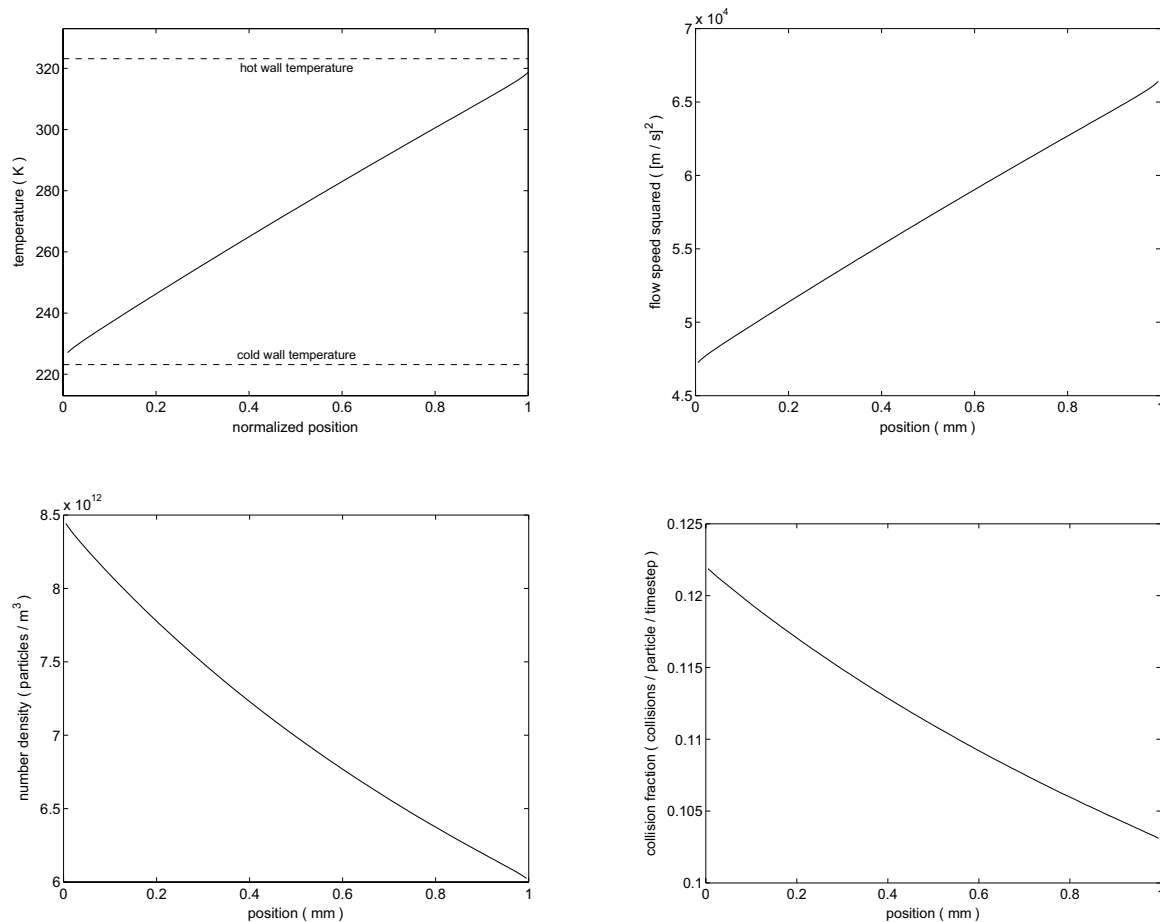 320
300
280
260
240
220
temperature ( K )
hot wall temperature
cold wall temperature
0 0.2 0.4 0.6 0.8 1
normalized position
x 10^4
7
6.5
6
5.5
5
4.5
flow speed squared ( [m / s]^2 )
0 0.2 0.4 0.6 0.8 1
position ( mm )
x 10^12
8.5
8
7.5
7
6.5
6
number density ( particles / m^3 )
0 0.2 0.4 0.6 0.8 1
position ( mm )
0.125
0.12
0.115
0.11
0.105
0.1
collision fraction ( collisions / particle / timestep )
0 0.2 0.4 0.6 0.8 1
position ( mm )